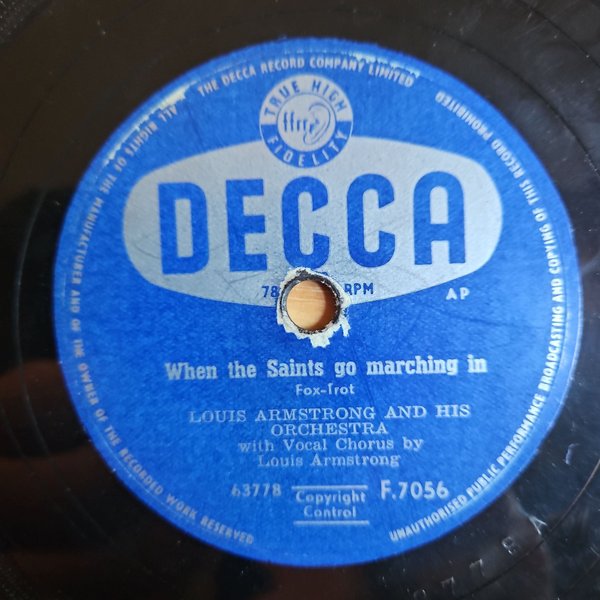 THE DECCA RECORD COMPANY LIMITED
ALL RIGHTS OF THE MANUFACTURER AND OF THE OWNER OF THE RECORDED WORK RESERVED
UNAUTHORISED PUBLIC PERFORMANCE BROADCASTING AND COPYING OF THIS RECORD PROHIBITED
TRUE HIGH
ffrr
FIDELITY
DECCA
78 RPM
AP
When the Saints go marching in
Fox-Trot
LOUIS ARMSTRONG AND HIS
ORCHESTRA
with Vocal Chorus by
Louis Armstrong
63778 Copyright Control F.7056